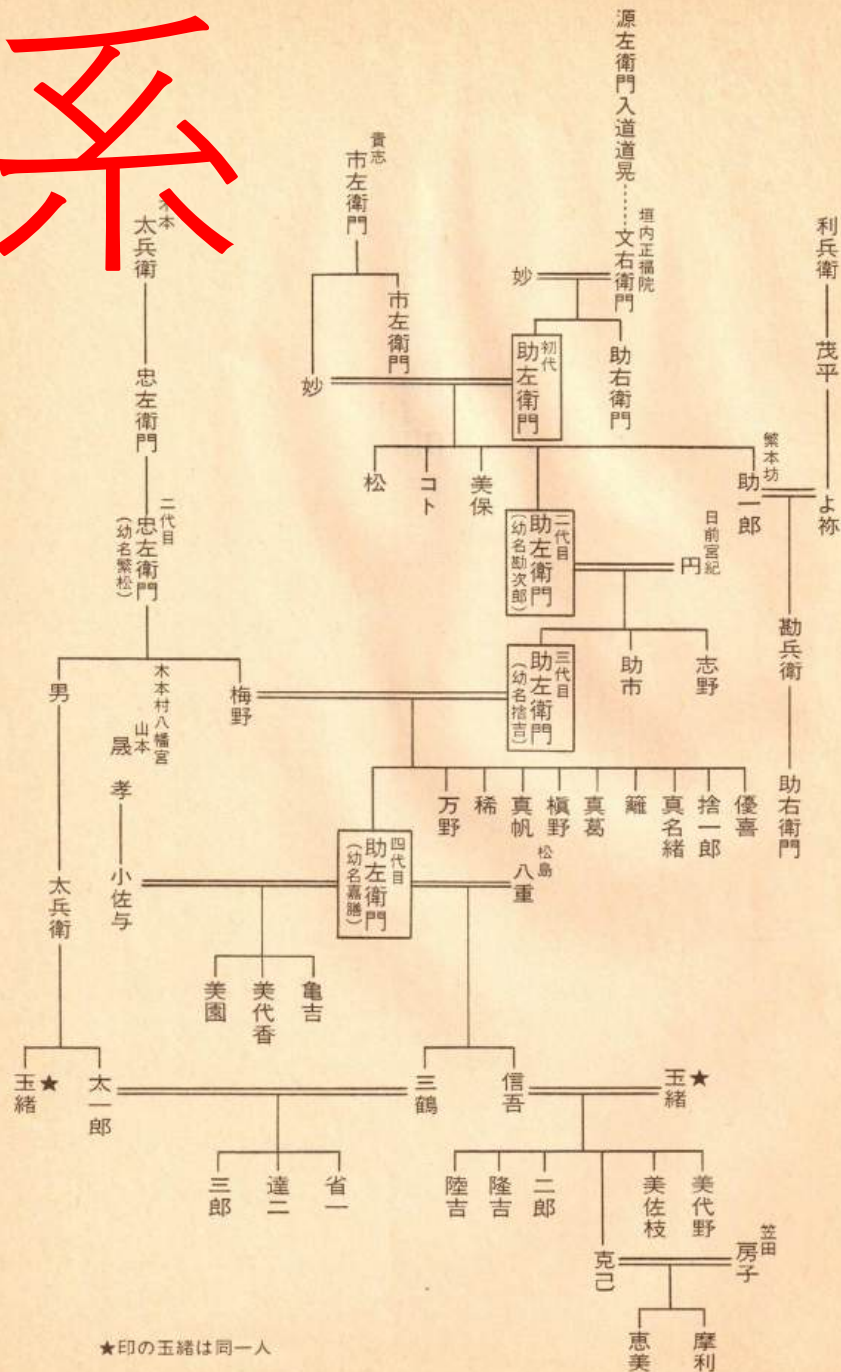 系
源左衛門入道道晃
垣内正福院
文右衛門
妙
利兵衛
茂平
よ祢
貴志
市左衛門
市左衛門
妙
初代
助左衛門
助右衛門
繁本坊
助一郎
美保
コト
松
二代目
助左衛門
(幼名勘次郎)
日前宮紀
円
勘兵衛
助右衛門
本
太兵衛
忠左衛門
二代目
忠左衛門
(幼名繁松)
梅野
男
三代目
助左衛門
(幼名捨吉)
助市
志野
木本村八幡宮
山本
晟孝
小佐与
優喜
捨一郎
真名緒
籬
真葛
槇野
真帆
稀
万野
四代目
助左衛門
(幼名嘉膳)
松島
八重
太兵衛
亀吉
美代香
美園
★
玉緒
太一郎
三鶴
信吾
★
玉緒
省一
達二
三郎
美代野
美佐枝
克己
二郎
隆吉
陸吉
笠田
房子
摩利
恵美
★印の玉緒は同一人